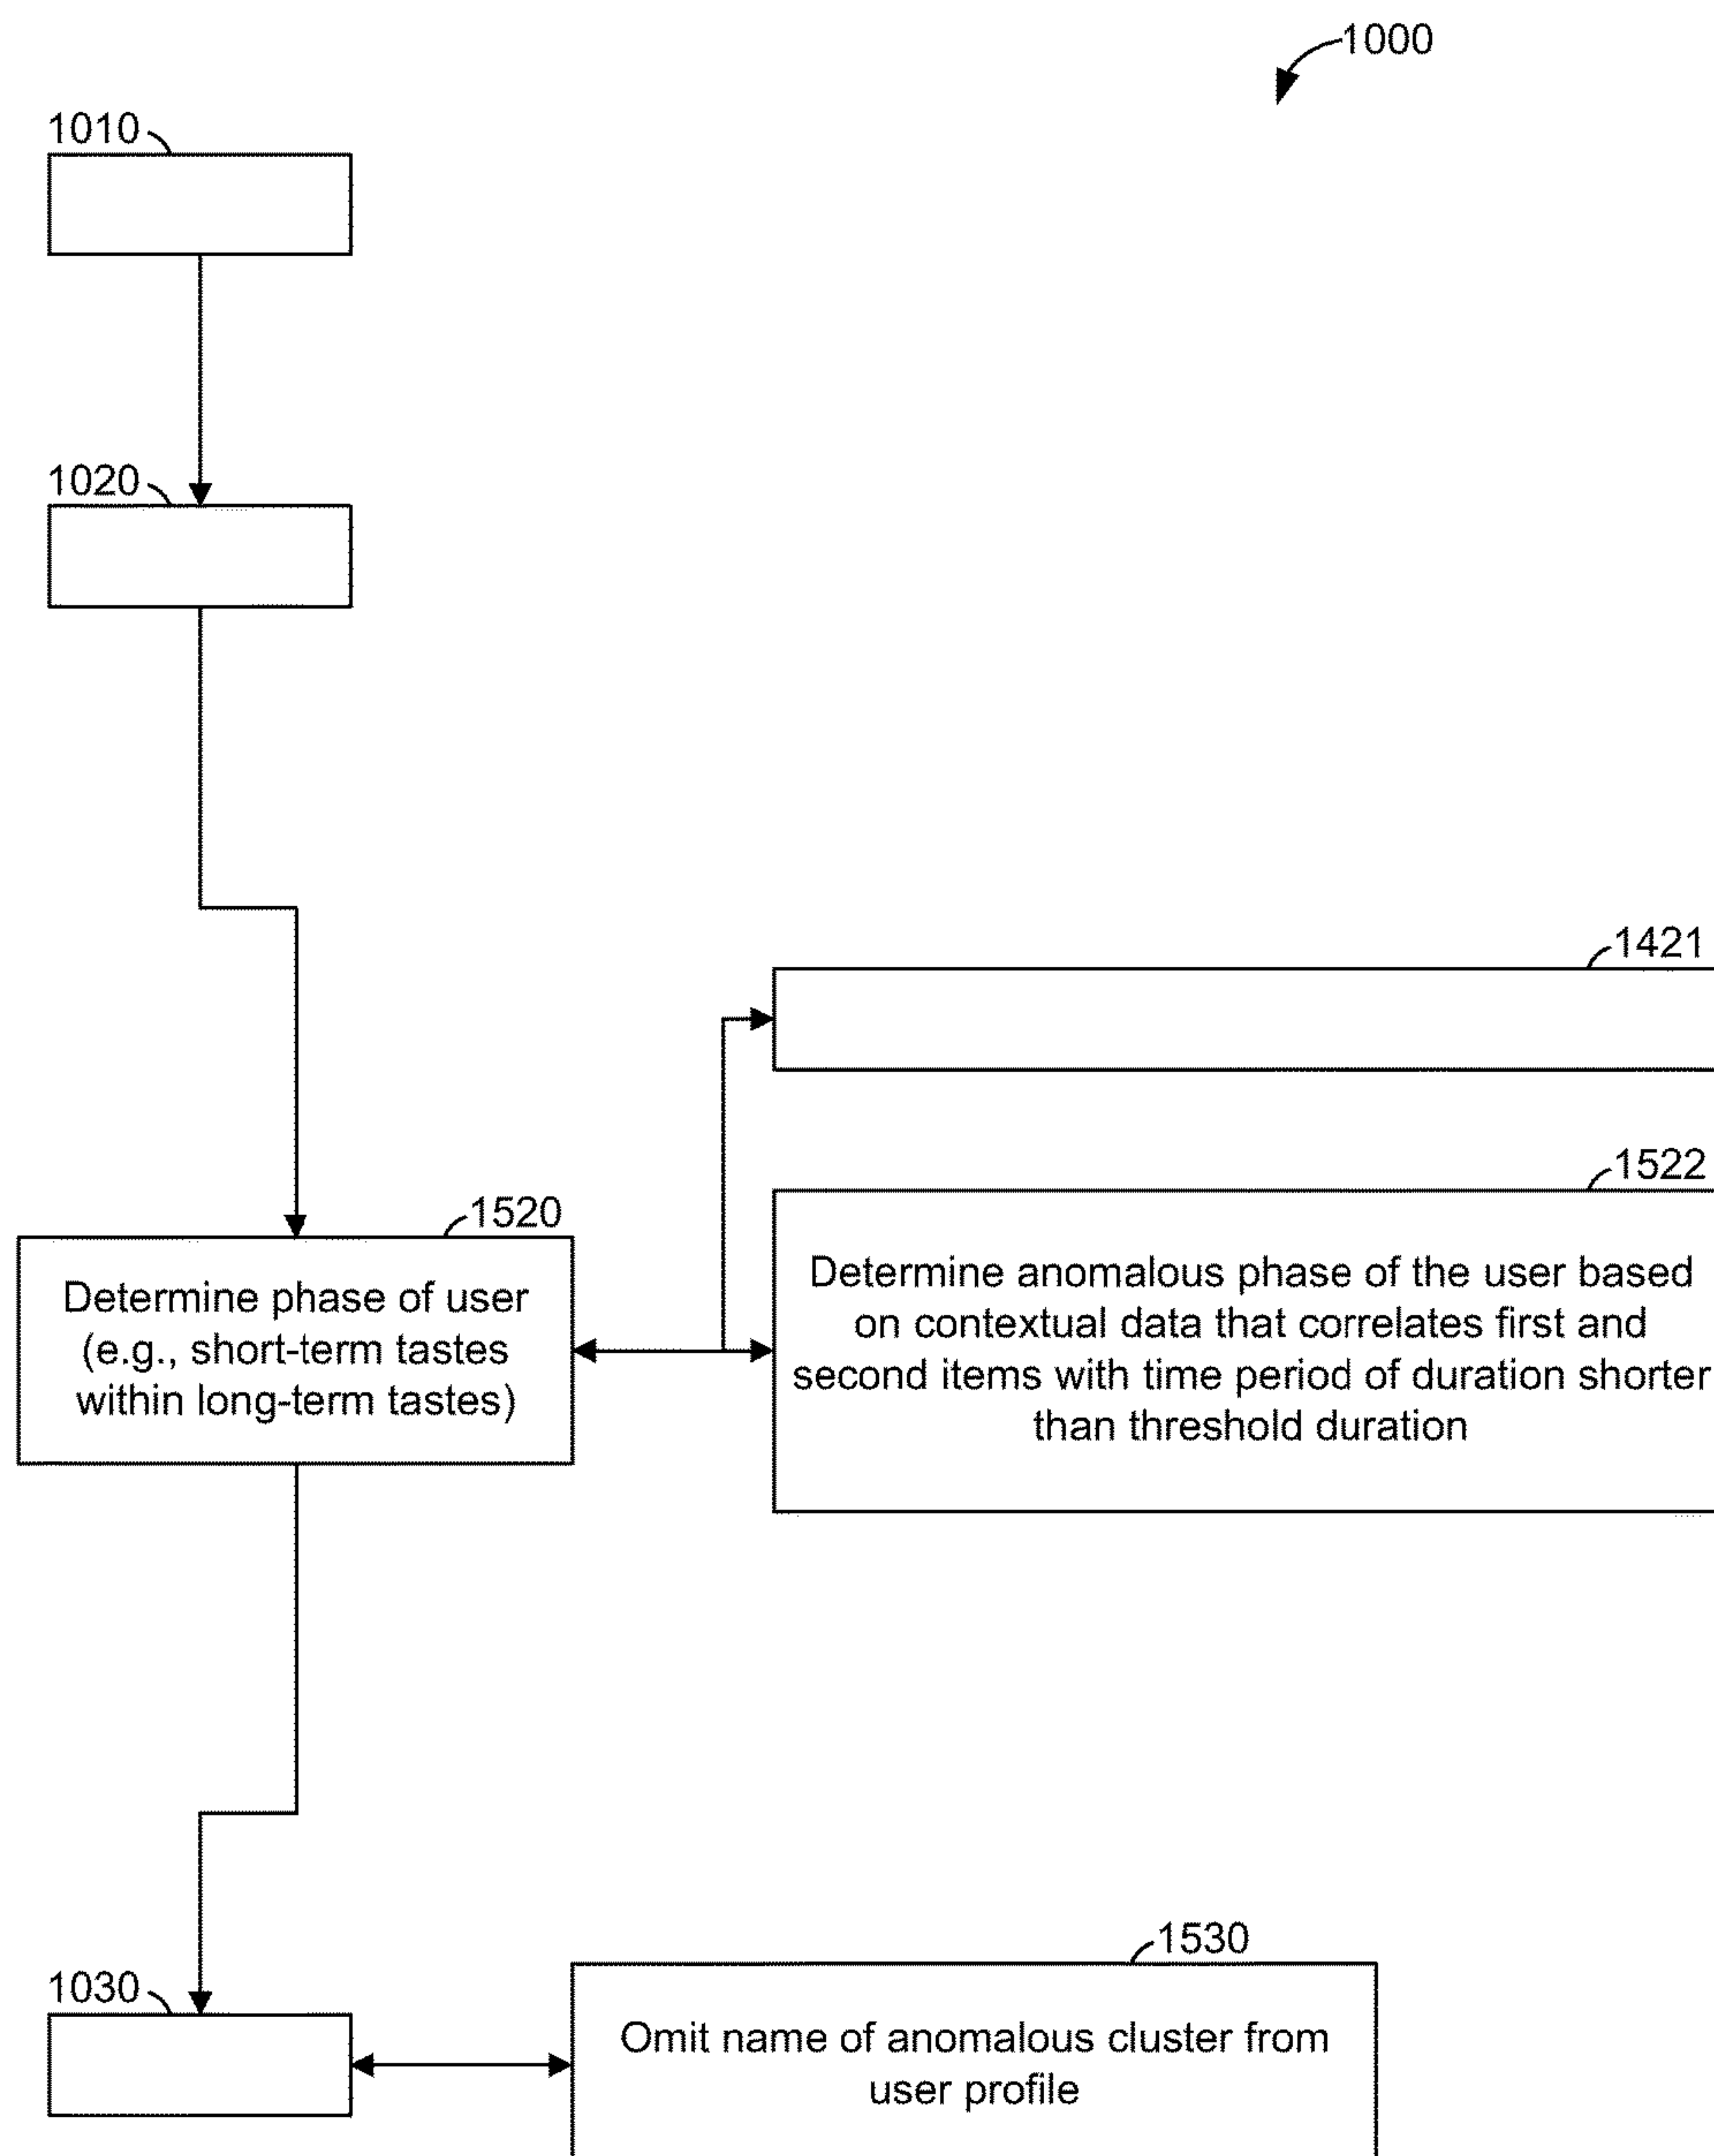 1000
1010
1020
1421
1520
Determine phase of user
(e.g., short-term tastes
within long-term tastes)
1522
Determine anomalous phase of the user based
on contextual data that correlates first and
second items with time period of duration shorter
than threshold duration
1030
1530
Omit name of anomalous cluster from
user profile